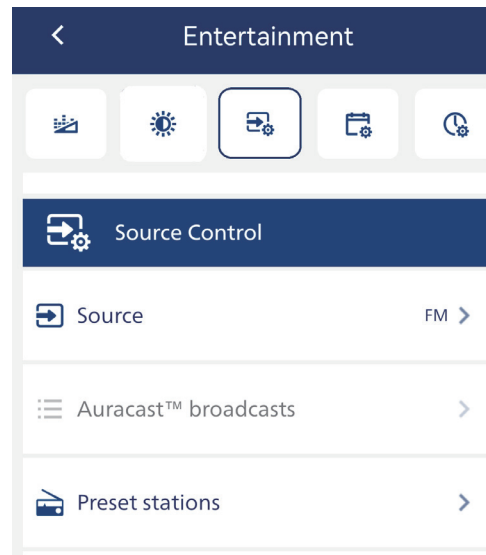 Entertainment
Source Control
Source FM
Auracast™ broadcasts
Preset stations